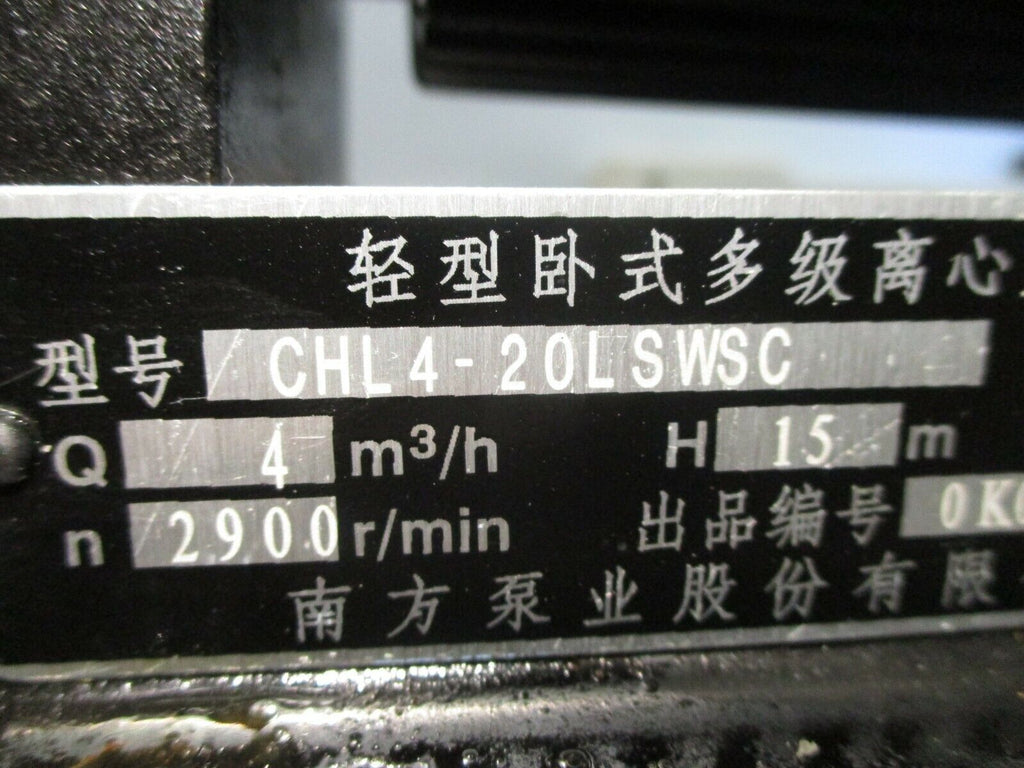 轻型卧式多级离心
型号 CHL4-20LSWSC
Q 4 m³/h H 15 m
n 2900 r/min 出品编号 0K
南方泵业股份有限